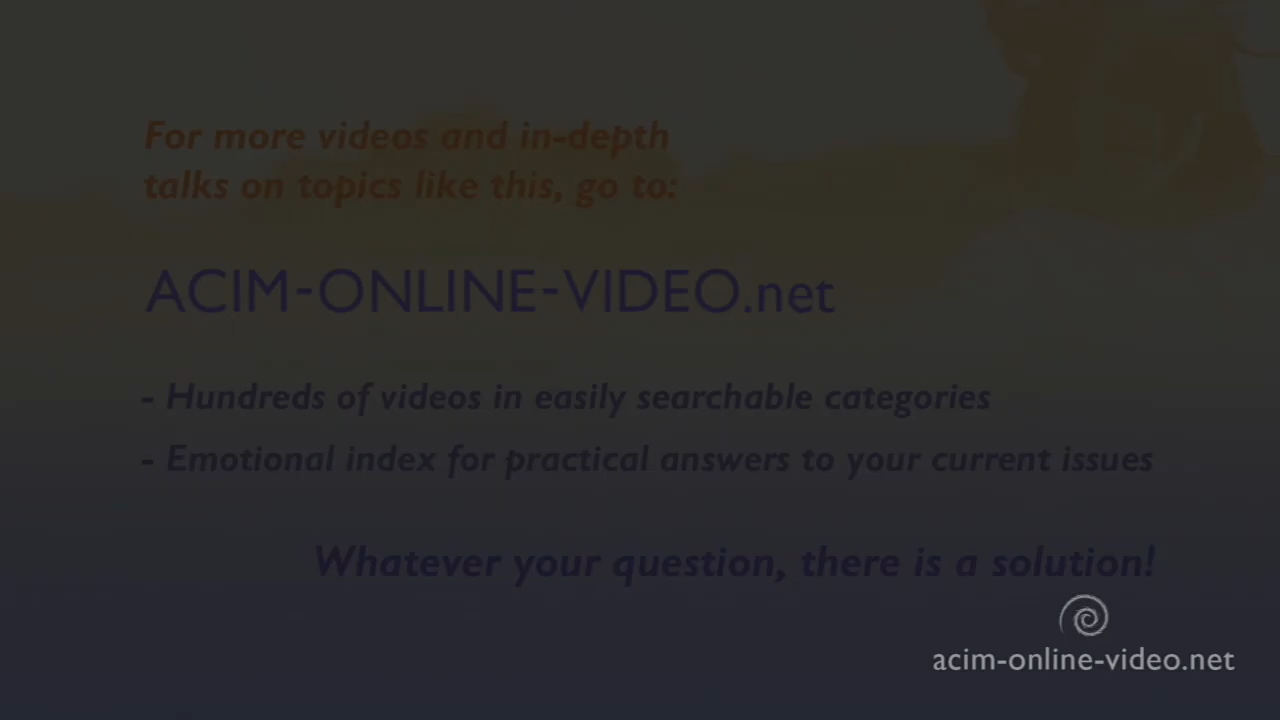 For more videos and in-depth
talks on topics like this, go to:
ACIM-ONLINE-VIDEO.net
- Hundreds of videos in easily searchable categories
- Emotional index for practical answers to your current issues
Whatever your question, there is a solution!
acim-online-video.net